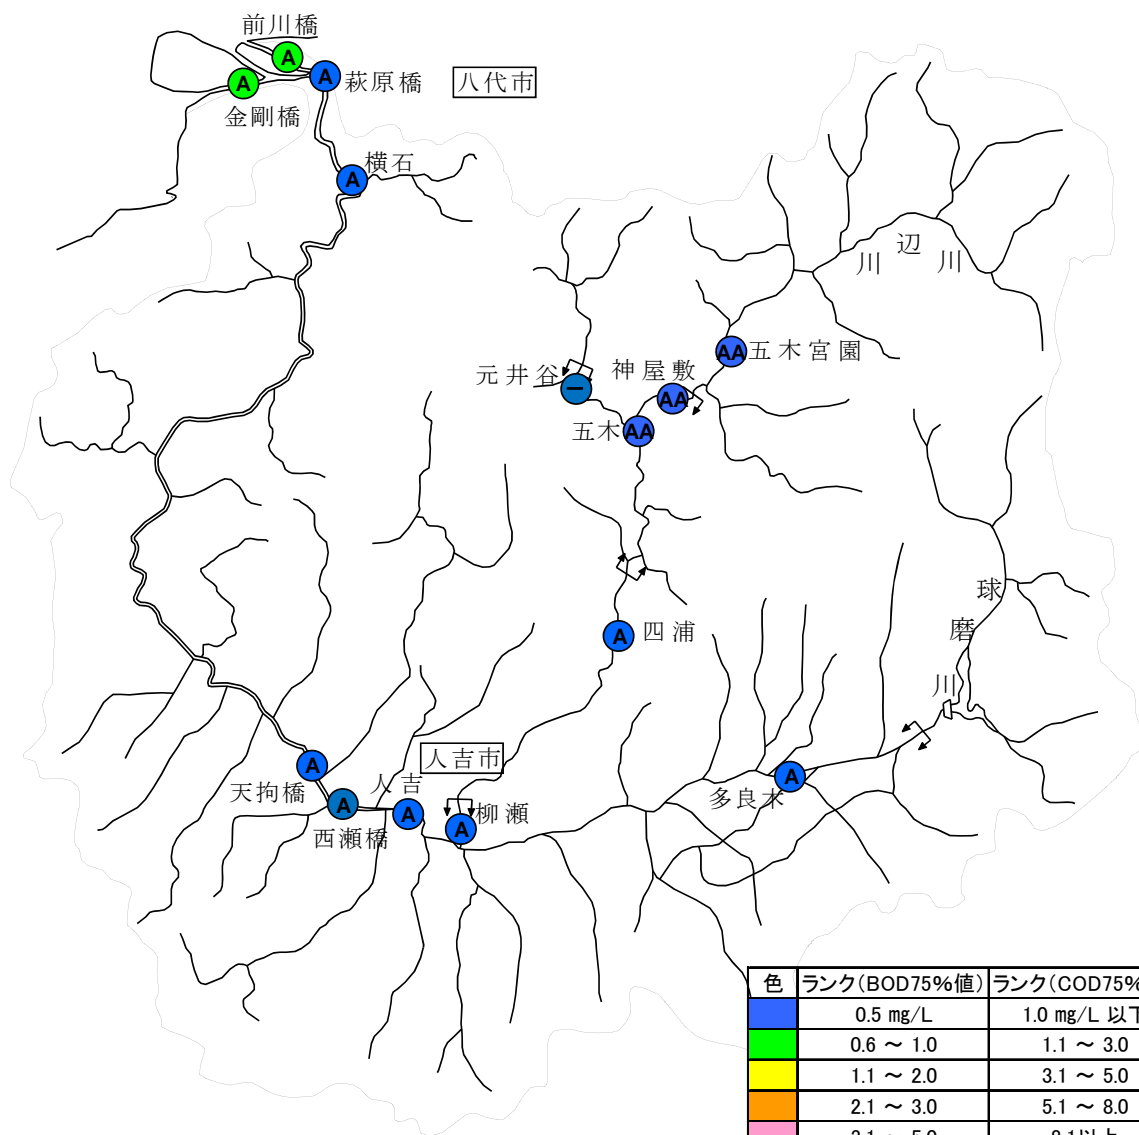 前川橋
A
A
A
萩原橋
八代市
金剛橋
横石
A
川辺川
五木宮園
AA
神屋敷
AA
元井谷
ー
五木
AA
四浦
A
球磨川
人吉市
天拘橋
A
人吉
A
西瀬橋
A
柳瀬
A
多良木
A
色 ランク(BOD75%値) ランク(COD75%
0.5 mg/L 1.0 mg/L 以下
0.6 ～ 1.0 1.1 ～ 3.0
1.1 ～ 2.0 3.1 ～ 5.0
2.1 ～ 3.0 5.1 ～ 8.0